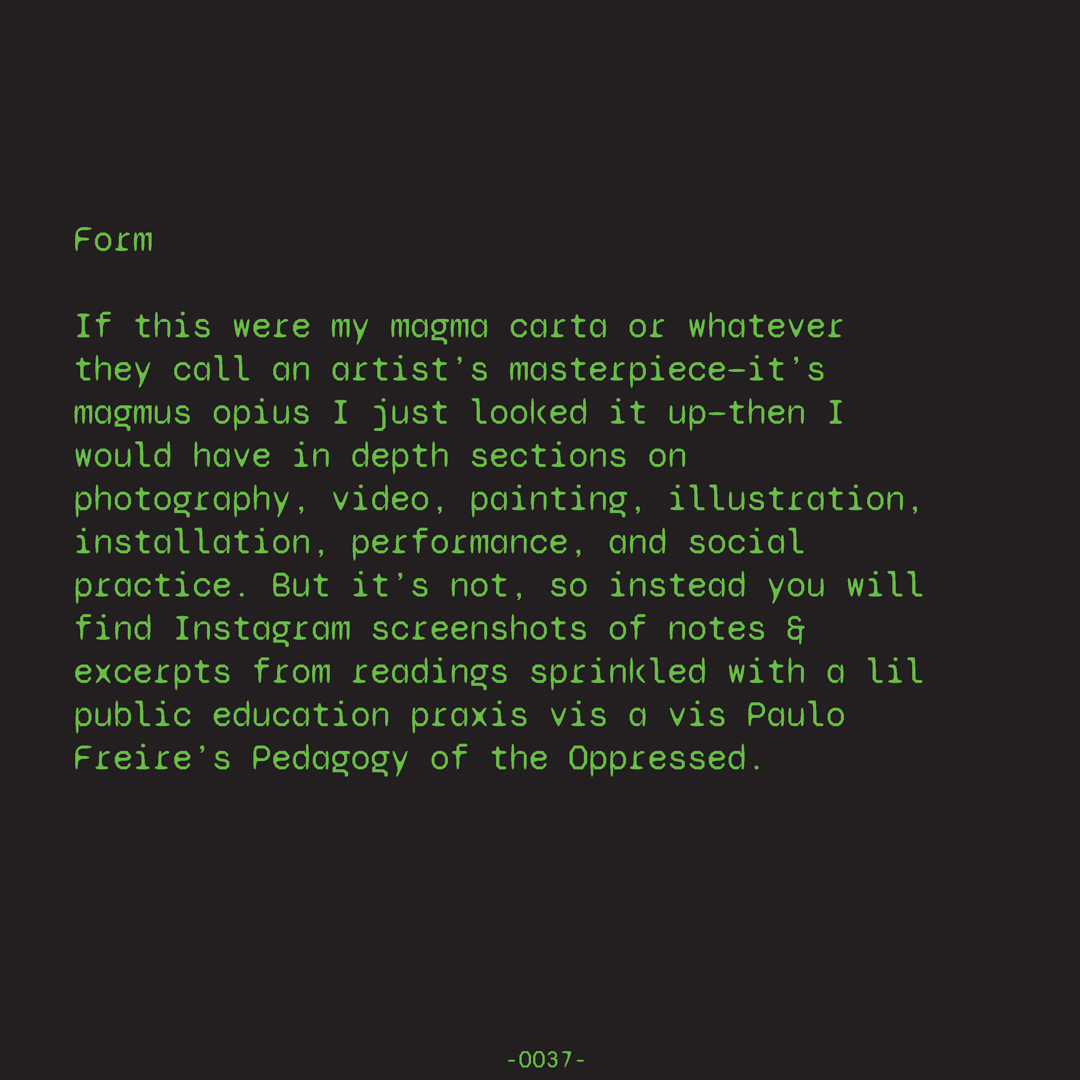 Form
If this were my magma carta or whatever
they call an artist’s masterpiece—it’s
magmus opius I just looked it up—then I
would have in depth sections on
photography, video, painting, illustration,
installation, performance, and social
practice. But it’s not, so instead you will
find Instagram screenshots of notes &
excerpts from readings sprinkled with a lil
public education praxis vis a vis Paulo
Freire’s Pedagogy of the Oppressed.
-0037-